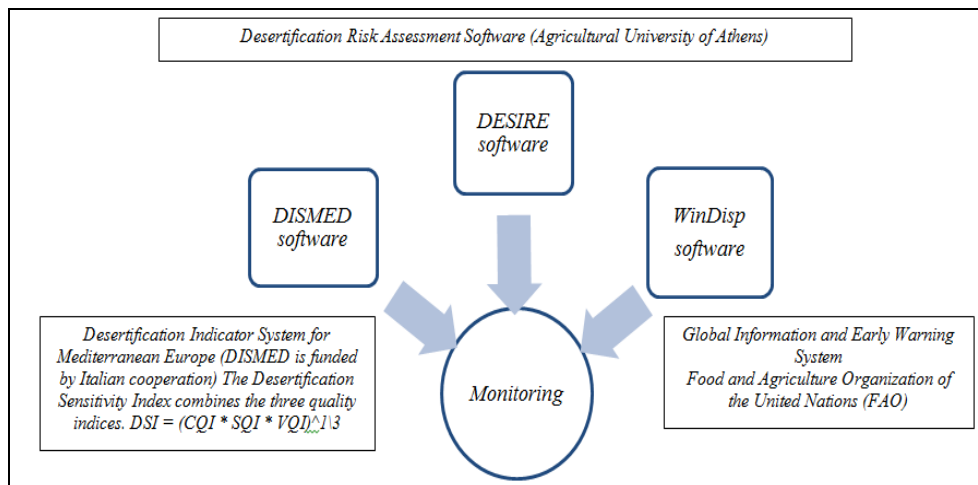 Desertification Risk Assessment Software (Agricultural University of Athens)
DESIRE
software
DISMED
software
WinDisp
software
Desertification Indicator System for
Mediterranean Europe (DISMED is funded
by Italian cooperation) The Desertification
Sensitivity Index combines the three quality
indices. DSI = (CQI * SQI * VQI)^1\3
Monitoring
Global Information and Early Warning
System
Food and Agriculture Organization of
the United Nations (FAO)